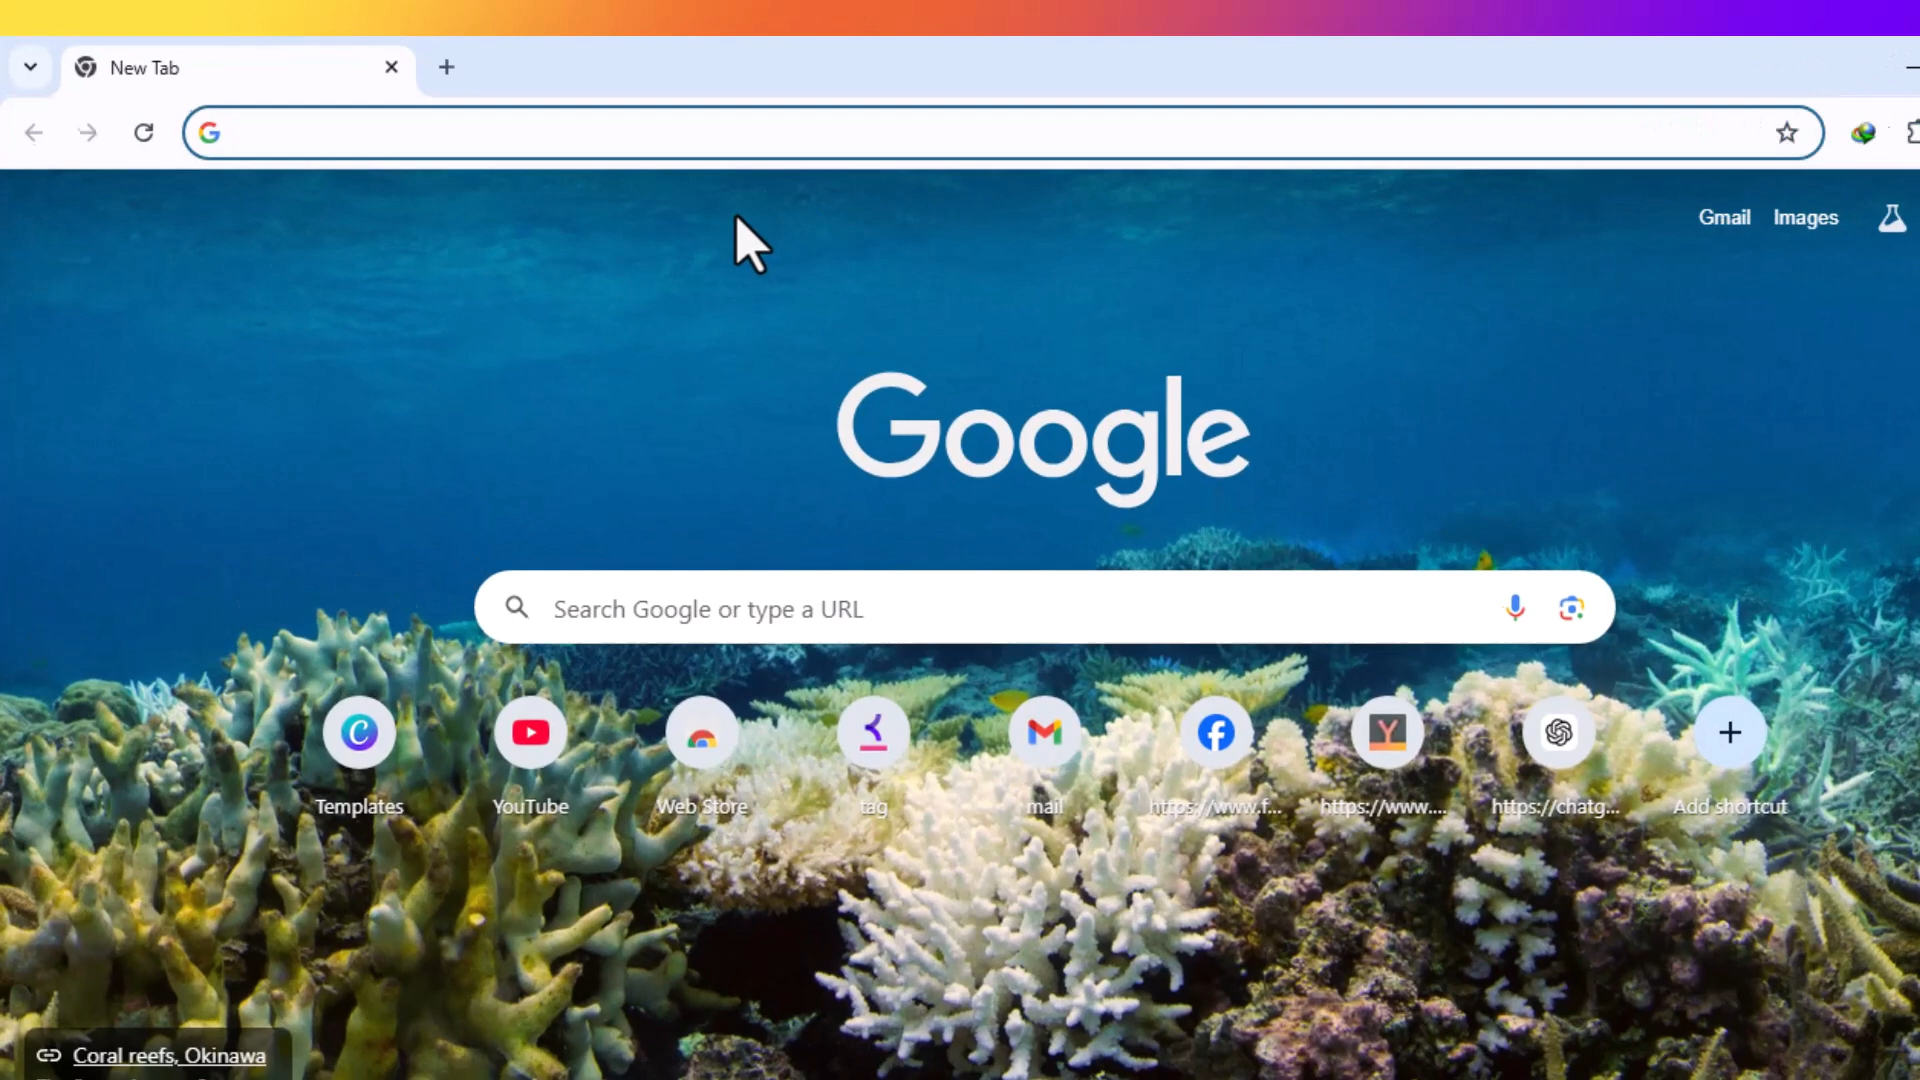 New Tab
Gmail Images
Google
Search Google or type a URL
Templates YouTube Web Store tag mail https://www.f... https://www.... https://chatg... Add shortcut
Coral reefs, Okinawa